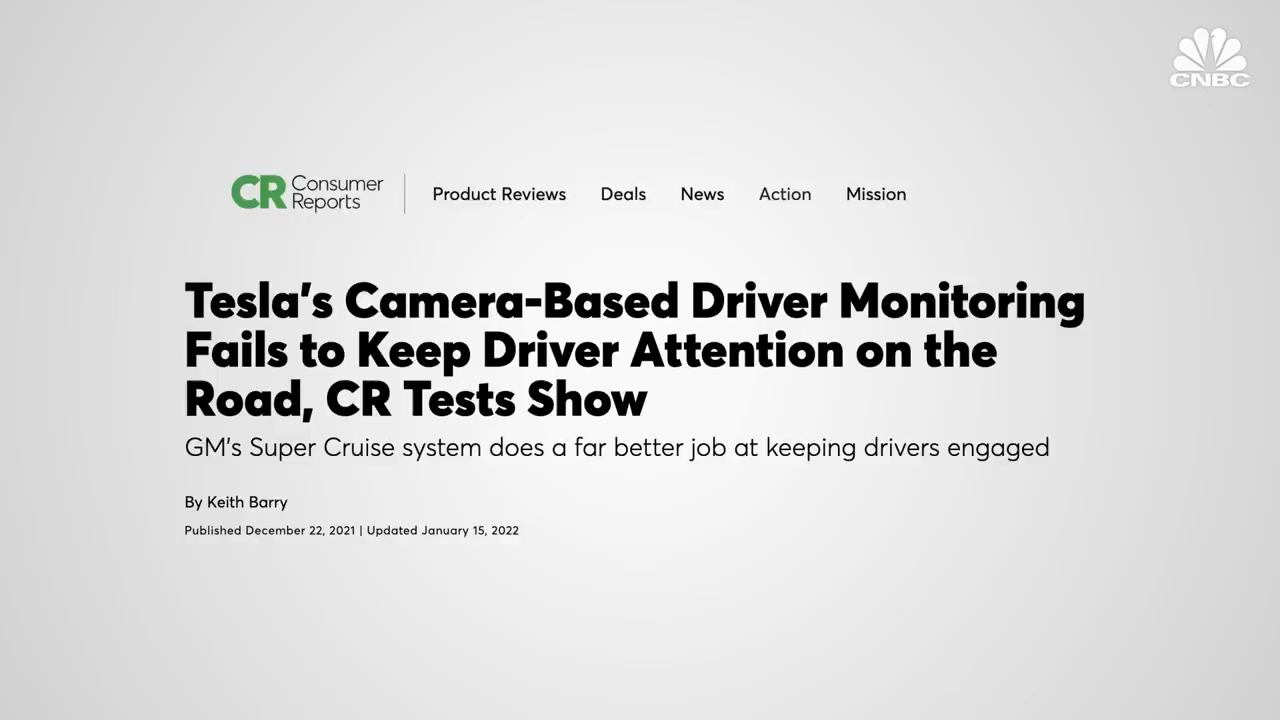 CNBC
CR Consumer Reports
Product Reviews Deals News Action Mission
Tesla's Camera-Based Driver Monitoring
Fails to Keep Driver Attention on the
Road, CR Tests Show
GM's Super Cruise system does a far better job at keeping drivers engaged
By Keith Barry
Published December 22, 2021 | Updated January 15, 2022